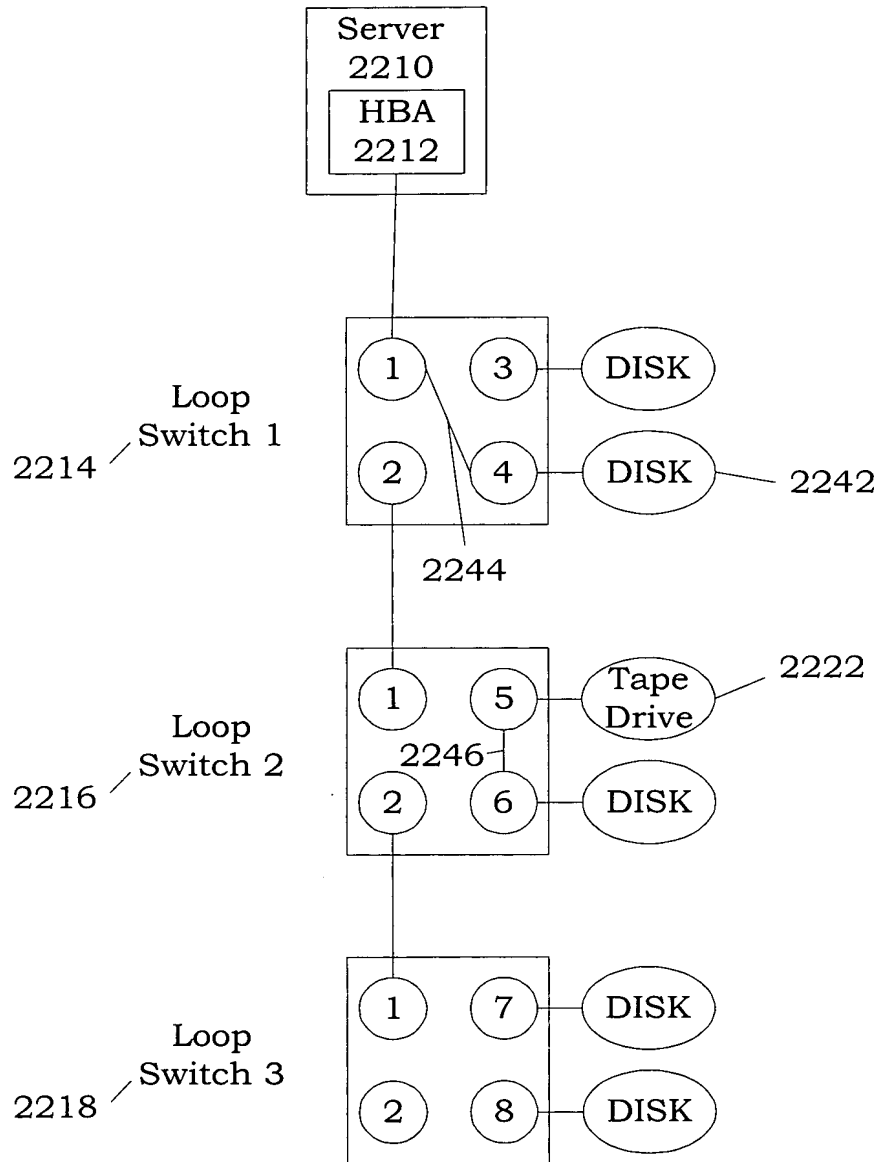 Server
2210
HBA
2212
1
3
DISK
Loop
Switch 1
2214
2
4
DISK
2242
2244
1
5
Tape
Drive
2222
Loop
Switch 2
2246
2216
2
6
DISK
1
7
DISK
Loop
Switch 3
2218
2
8
DISK